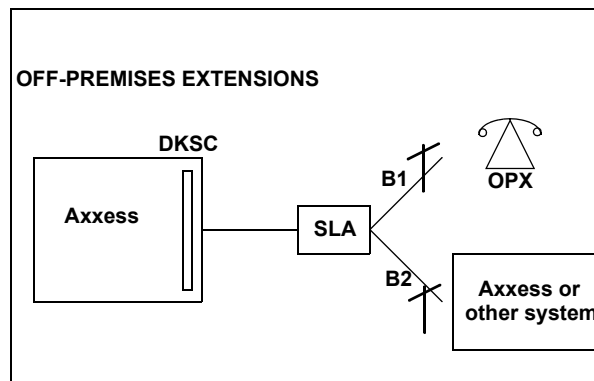 OFF-PREMISES EXTENSIONS
DKSC
Axxess
SLA
B1
OPX
B2
Axxess or
other system